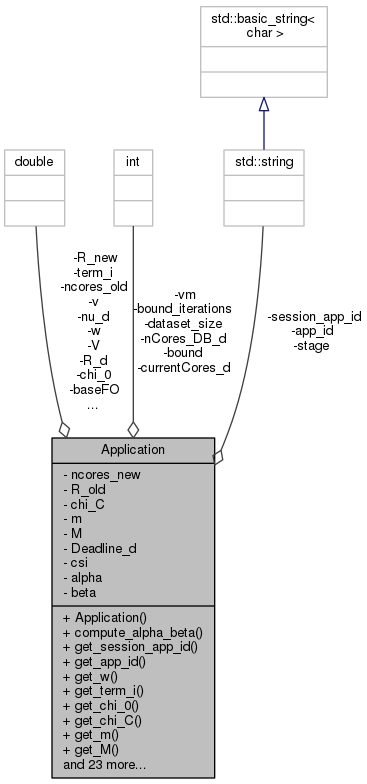 std::basic_string<
char >
double
int
std::string
-R_new
-term_i
-ncores_old
-v
-nu_d
-w
-V
-R_d
-chi_0
-baseFO
...
-vm
-bound_iterations
-dataset_size
-nCores_DB_d
-bound
-currentCores_d
-session_app_id
-app_id
-stage
Application
- ncores_new
- R_old
- chi_C
- m
- M
- Deadline_d
- csi
- alpha
- beta
+ Application()
+ compute_alpha_beta()
+ get_session_app_id()
+ get_app_id()
+ get_w()
+ get_term_i()
+ get_chi_0()
+ get_chi_C()
+ get_m()
+ get_M()
and 23 more...